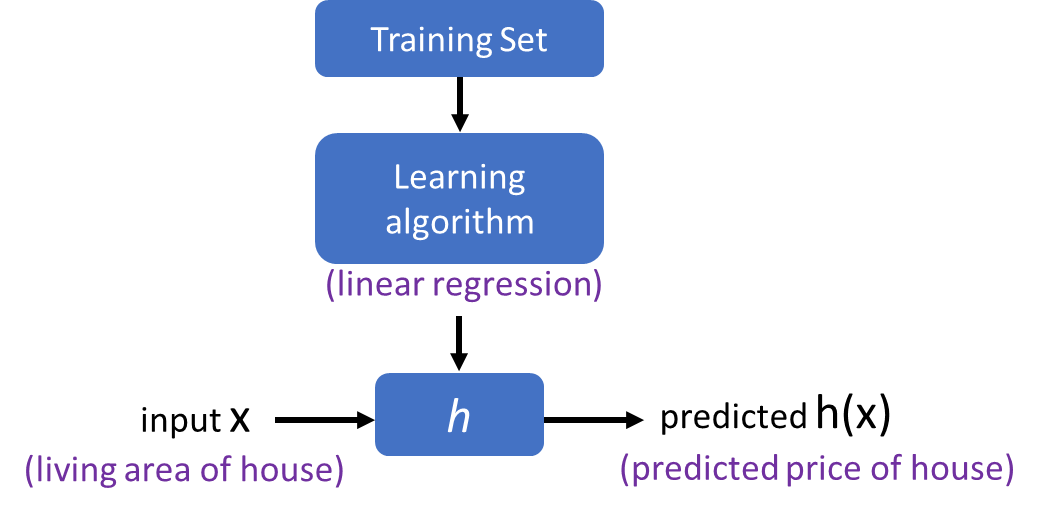 Training Set
Learning
algorithm
(linear regression)
input x
h
predicted h(x)
(living area of house)
(predicted price of house)